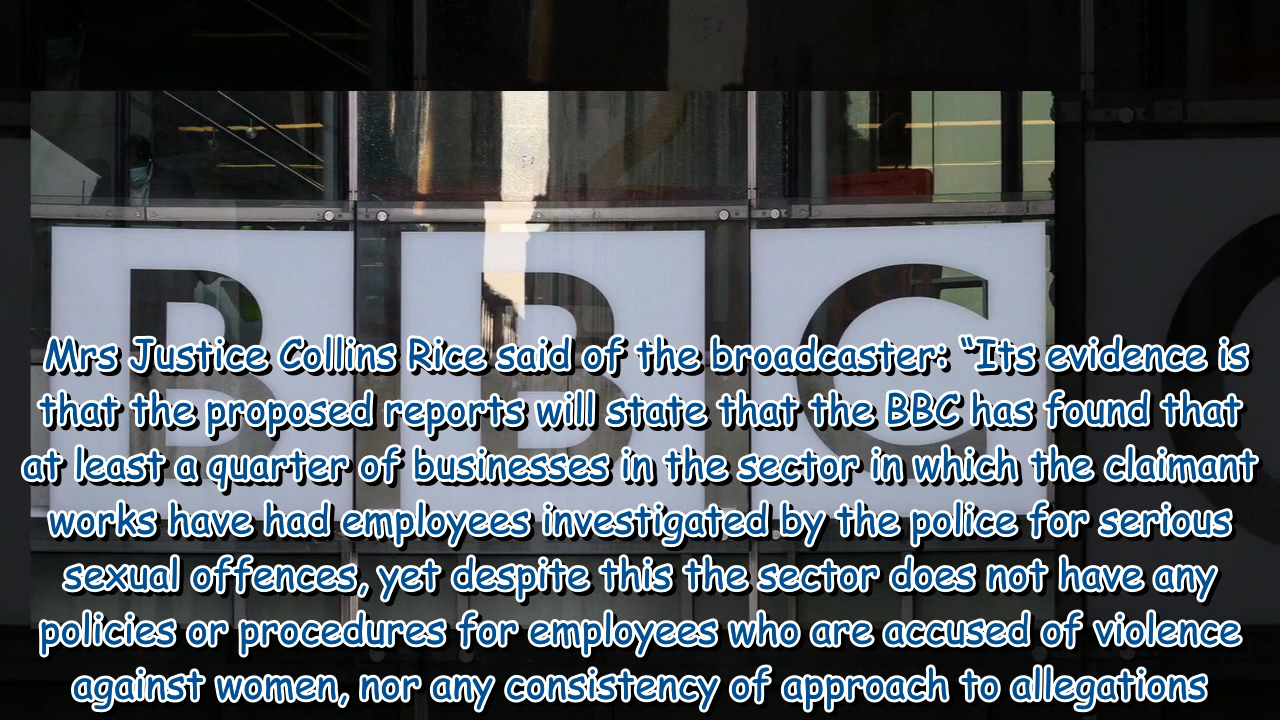 BBC
Mrs Justice Collins Rice said of the broadcaster: “Its evidence is
that the proposed reports will state that the BBC has found that
at least a quarter of businesses in the sector in which the claimant
works have had employees investigated by the police for serious
sexual offences, yet despite this the sector does not have any
policies or procedures for employees who are accused of violence
against women, nor any consistency of approach to allegations